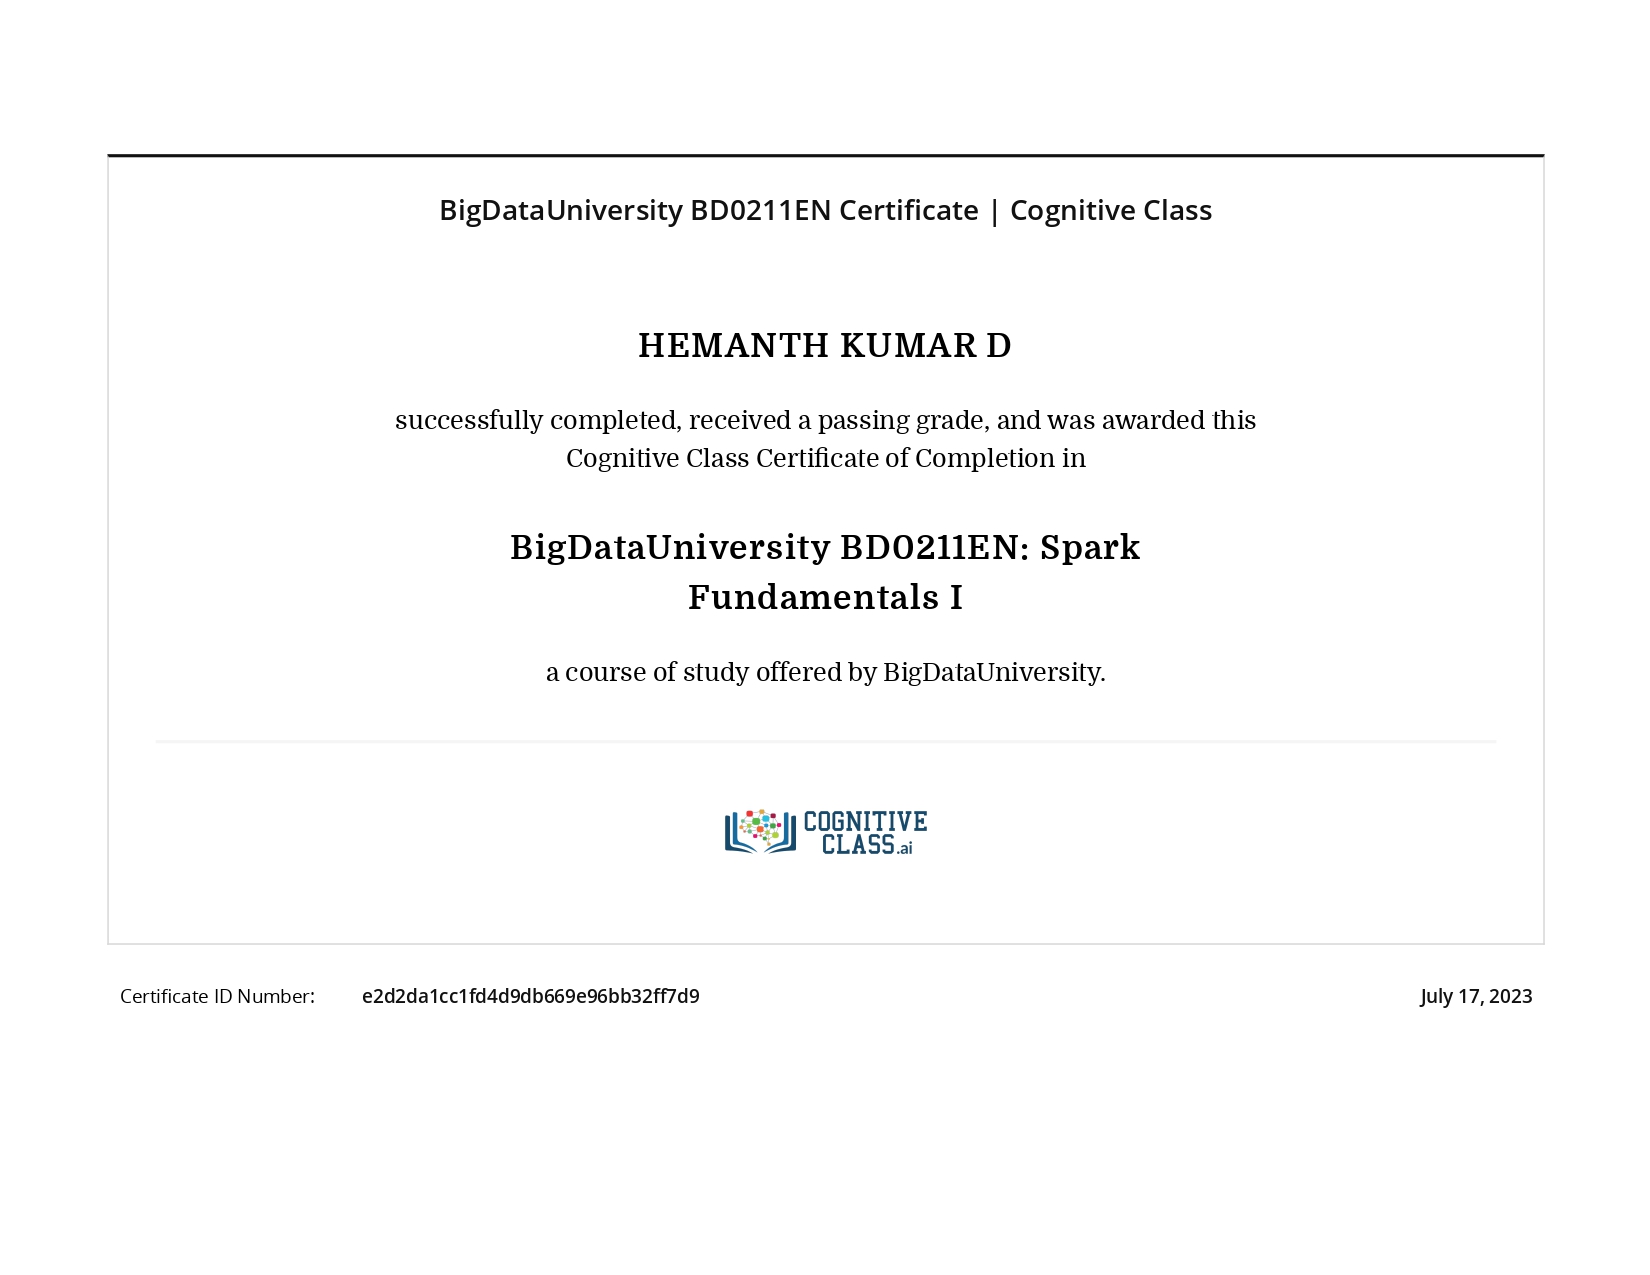 BigDataUniversity BD0211EN Certificate | Cognitive Class
HEMANTH KUMAR D
successfully completed, received a passing grade, and was awarded this
Cognitive Class Certificate of Completion in
BigDataUniversity BD0211EN: Spark
Fundamentals I
a course of study offered by BigDataUniversity.
COGNITIVE
CLASS.ai
Certificate ID Number: e2d2da1cc1fd4d9db669e96bb32ff7d9 July 17, 2023